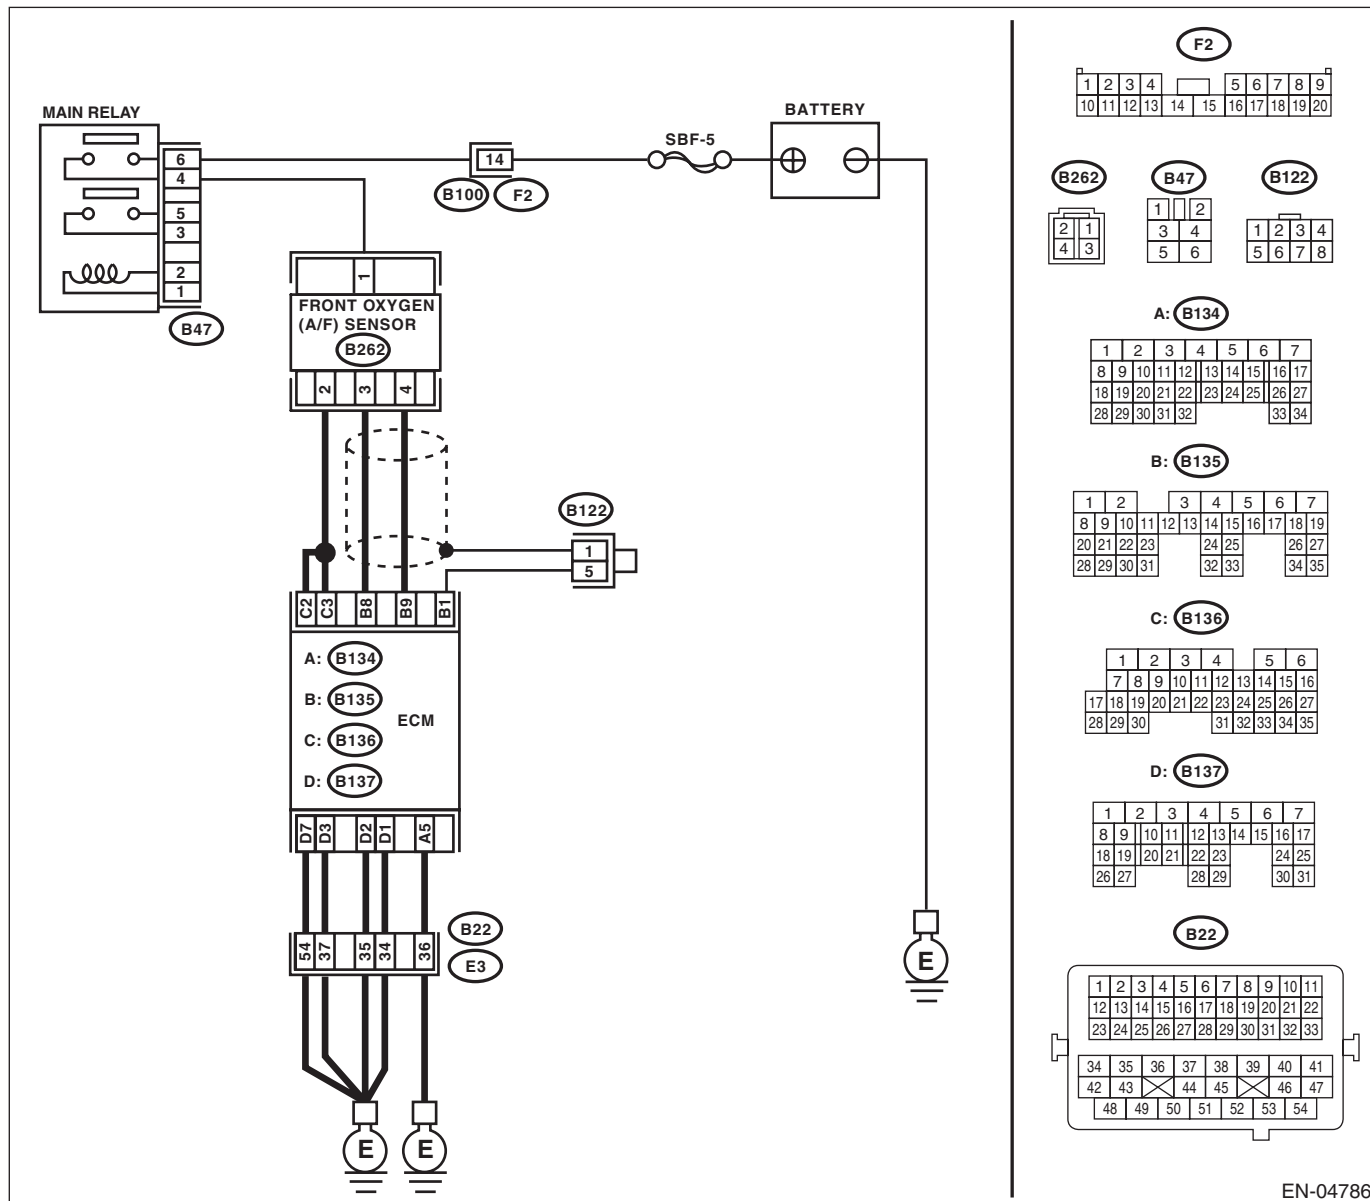 MAIN RELAY
6
4
5
3
2
1
B47
14
B100
F2
SBF-5
BATTERY
1
FRONT OXYGEN
(A/F) SENSOR
B262
2 3 4
B122
1
5
C2 C3 B8 B9 B1
A: B134
B: B135
ECM
C: B136
D: B137
D7 D3 D2 D1 A5
54 37 35 34 36
B22
E3
E
E
E
F2
1 2 3 4 5 6 7 8 9
10 11 12 13 14 15 16 17 18 19 20
B262
2 1
4 3
B47
1 2
3 4
5 6
B122
1 2 3 4
5 6 7 8
A: B134
1 2 3 4 5 6 7
8 9 10 11 12 13 14 15 16 17
18 19 20 21 22 23 24 25 26 27
28 29 30 31 32 33 34
B: B135
1 2 3 4 5 6 7
8 9 10 11 12 13 14 15 16 17 18 19
20 21 22 23 24 25 26 27
28 29 30 31 32 33 34 35
C: B136
1 2 3 4 5 6
7 8 9 10 11 12 13 14 15 16
17 18 19 20 21 22 23 24 25 26 27
28 29 30 31 32 33 34 35
D: B137
1 2 3 4 5 6 7
8 9 10 11 12 13 14 15 16 17
18 19 20 21 22 23 24 25
26 27 28 29 30 31
B22
1 2 3 4 5 6 7 8 9 10 11
12 13 14 15 16 17 18 19 20 21 22
23 24 25 26 27 28 29 30 31 32 33
34 35 36 37 38 39 40 41
42 43 44 45 46 47
48 49 50 51 52 53 54
EN-04786